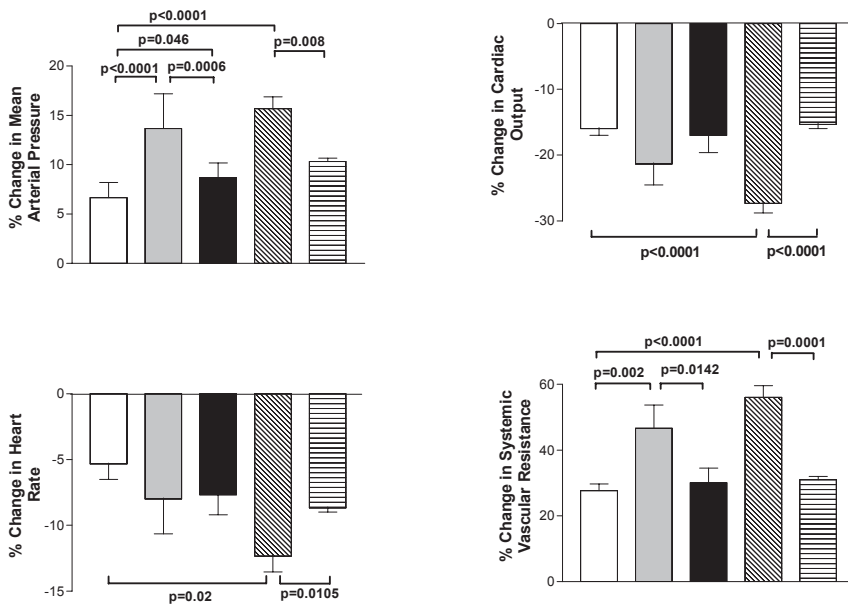 p<0.0001
p=0.046
p=0.008
p<0.0001
p=0.0006
20
15
10
5
0
% Change in Mean
Arterial Pressure
0
-10
-20
-30
% Change in Cardiac
Output
p<0.0001
p<0.0001
0
-5
-10
-15
% Change in Heart
Rate
p=0.02
p=0.0105
p<0.0001
p=0.0001
p=0.002
p=0.0142
60
40
20
0
% Change in Systemic
Vascular Resistance